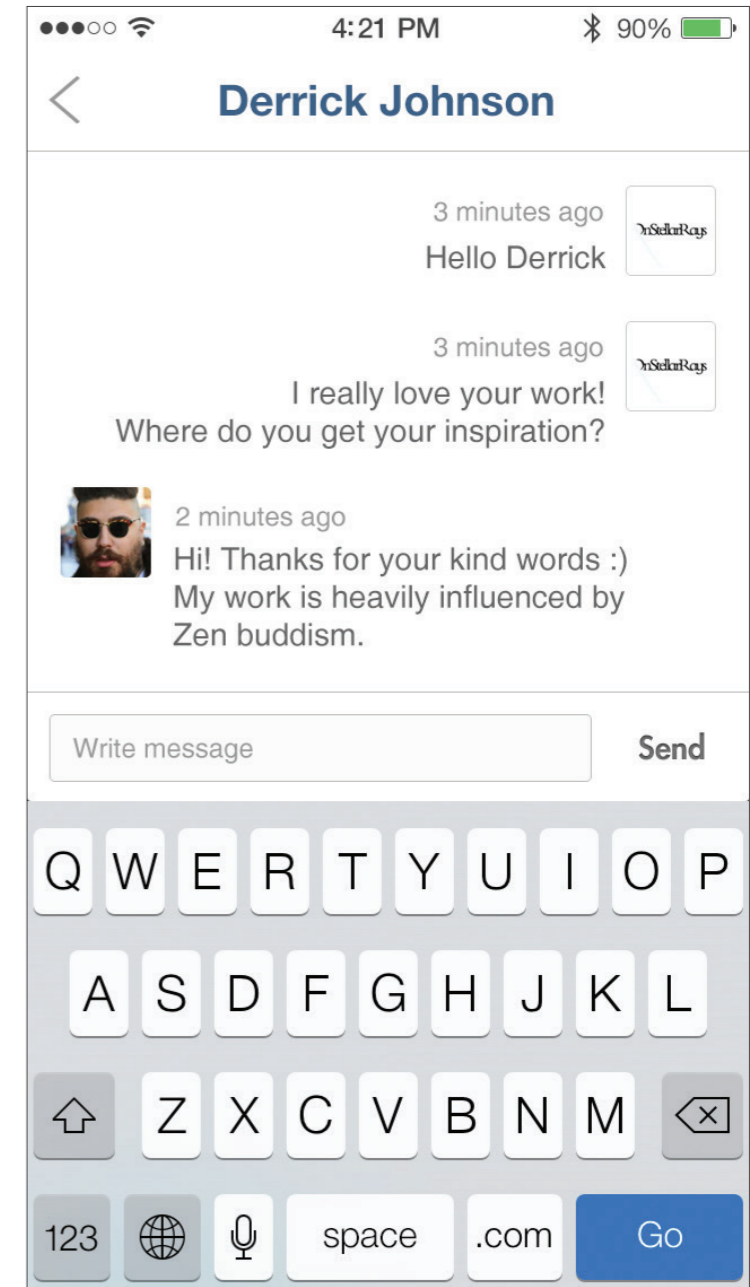 4:21 PM
90%
Derrick Johnson
3 minutes ago
Hello Derrick
3 minutes ago
I really love your work!
Where do you get your inspiration?
2 minutes ago
Hi! Thanks for your kind words :)
My work is heavily influenced by
Zen buddism.
Write message
Send
Q W E R T Y U I O P
A S D F G H J K L
Z X C V B N M
123 space .com Go